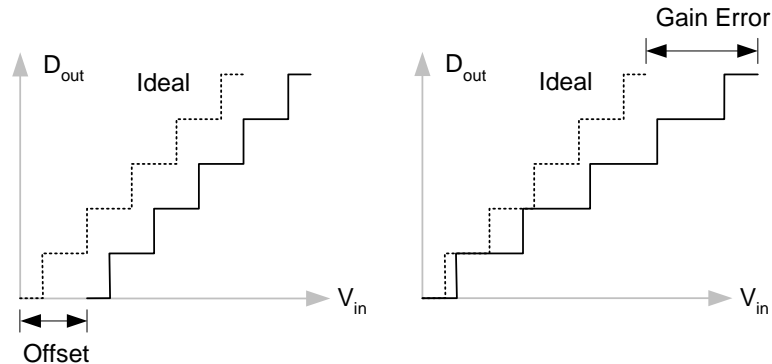 Gain Error
D_out
Ideal
D_out
Ideal
V_in
V_in
Offset